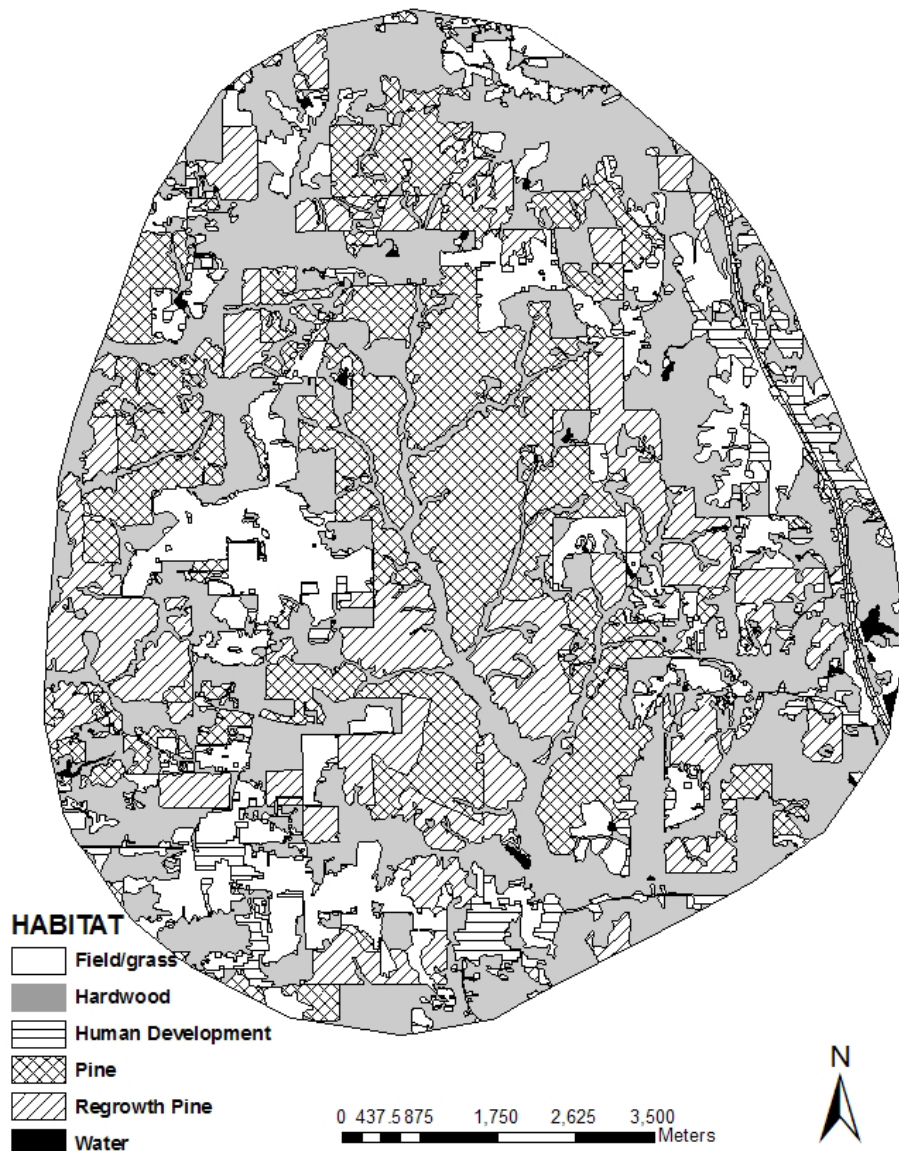 HABITAT
Field/grass
Hardwood
Human Development
Pine
Regrowth Pine
Water
N
0 437.5 875 1,750 2,625 3,500
Meters